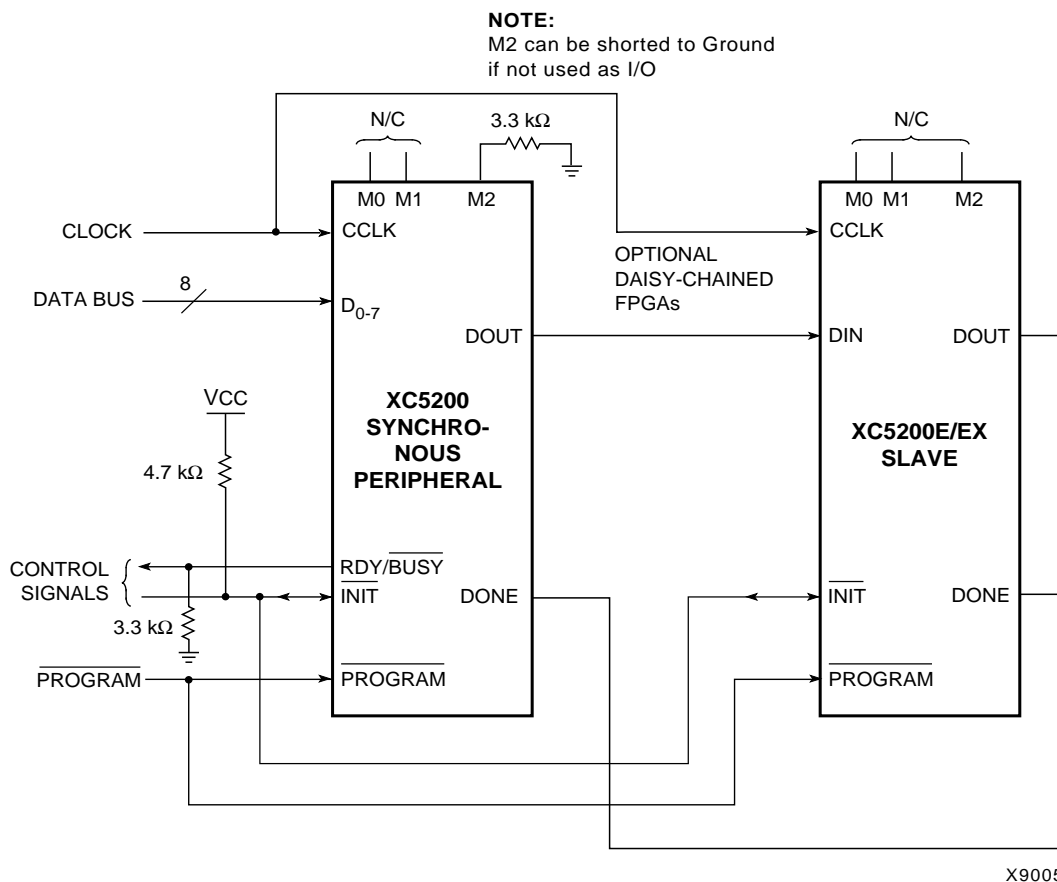 NOTE:
M2 can be shorted to Ground
if not used as I/O
N/C
3.3 kΩ
N/C
M0 M1
M2
M0 M1
M2
CLOCK
CCLK
CCLK
OPTIONAL
DAISY-CHAINED
FPGAs
DATA BUS
8
D0-7
DOUT
DIN
DOUT
VCC
4.7 kΩ
XC5200
SYNCHRO-
NOUS
PERIPHERAL
XC5200E/EX
SLAVE
CONTROL
SIGNALS
RDY/BUSY
INIT
DONE
INIT
DONE
3.3 kΩ
PROGRAM
PROGRAM
PROGRAM
X9005